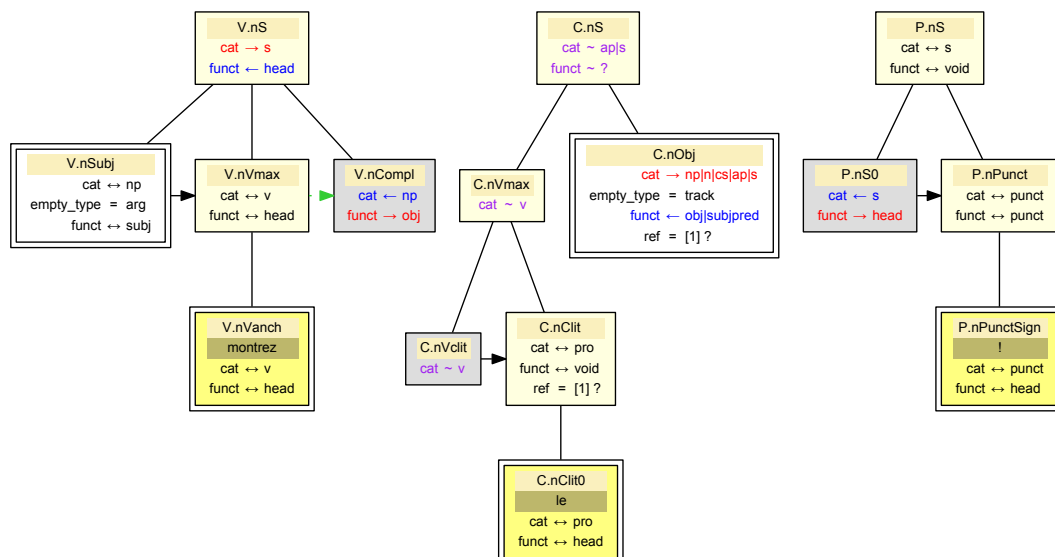 V.nS
cat → s
funct ← head
V.nSubj
cat ↔ np
empty_type = arg
funct ↔ subj
V.nVmax
cat ↔ v
funct ↔ head
V.nCompl
cat ← np
funct → obj
V.nVanch
montrez
cat ↔ v
funct ↔ head
C.nS
cat ~ ap|s
funct ~ ?
C.nVmax
cat ~ v
C.nObj
cat → np|n|cs|ap|s
empty_type = track
funct ← obj|subjpred
ref = [1] ?
C.nVclit
cat ~ v
C.nClit
cat ↔ pro
funct ↔ void
ref = [1] ?
C.nClit0
le
cat ↔ pro
funct ↔ head
P.nS
cat ↔ s
funct ↔ void
P.nS0
cat ← s
funct → head
P.nPunct
cat ↔ punct
funct ↔ punct
P.nPunctSign
!
cat ↔ punct
funct ↔ head